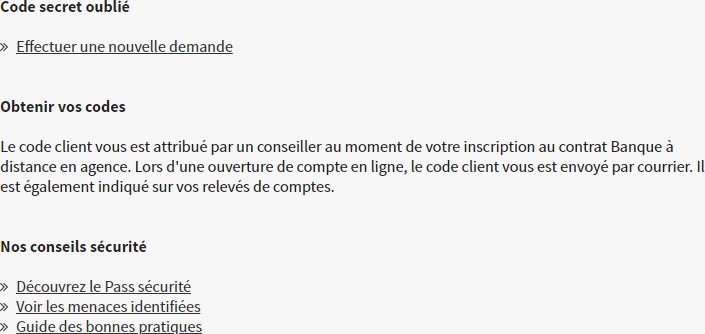 Code secret oublié
» Effectuer une nouvelle demande
Obtenir vos codes
Le code client vous est attribué par un conseiller au moment de votre inscription au contrat Banque à
distance en agence. Lors d'une ouverture de compte en ligne, le code client vous est envoyé par courrier. Il
est également indiqué sur vos relevés de comptes.
Nos conseils sécurité
» Découvrez le Pass sécurité
» Voir les menaces identifiées
» Guide des bonnes pratiques